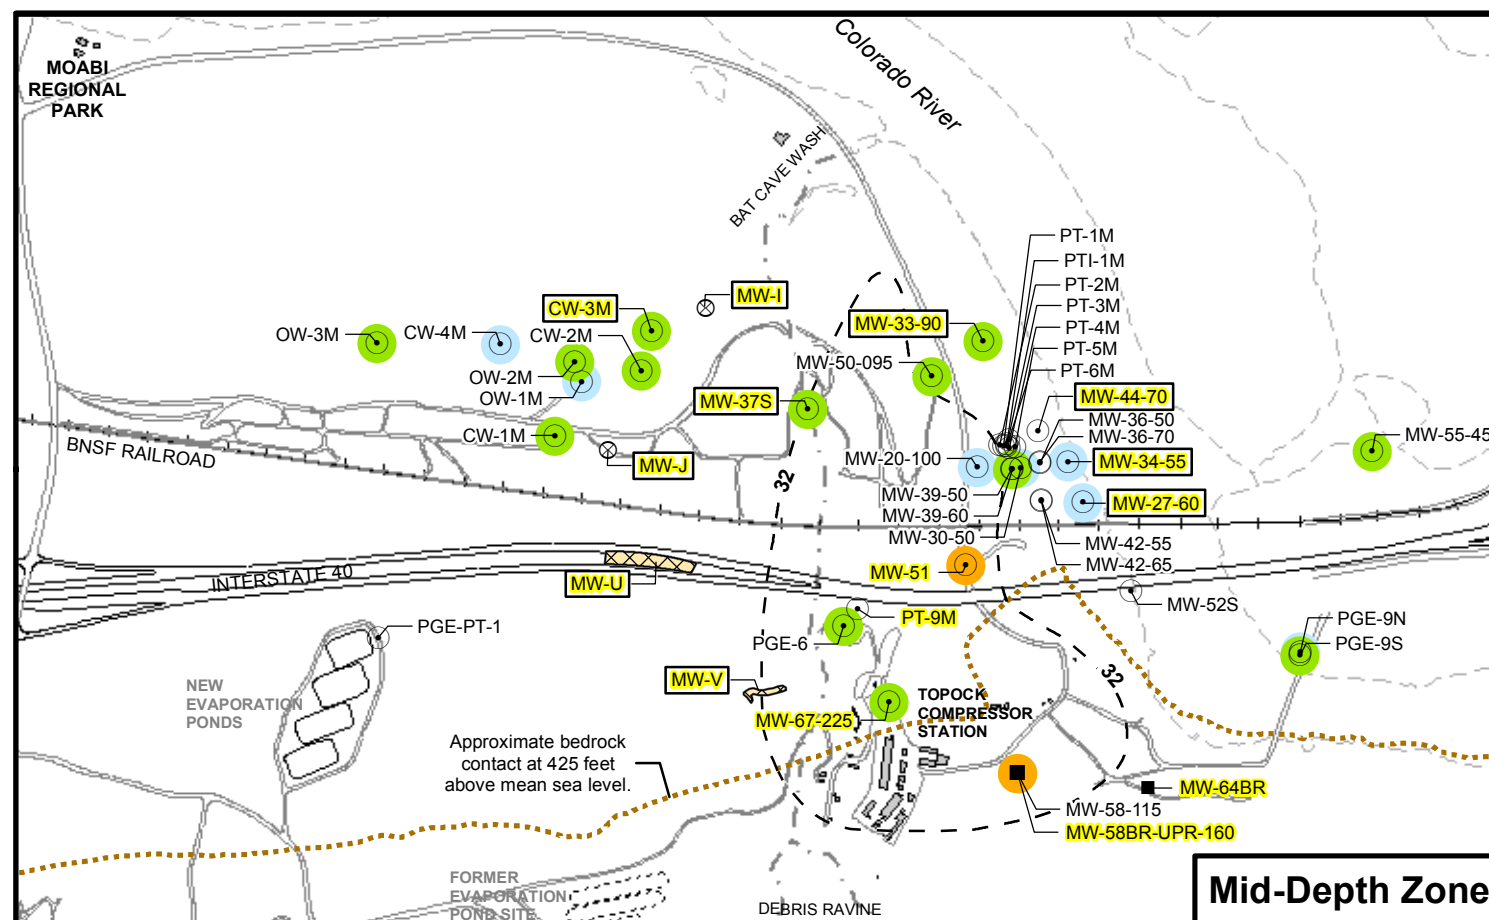 MOABI
REGIONAL
PARK
Colorado River
BAT CAVE WASH
PT-1M
PTI-1M
PT-2M
PT-3M
PT-4M
PT-5M
PT-6M
MW-I
CW-3M
MW-33-90
OW-3M
CW-4M
CW-2M
MW-50-095
OW-2M
OW-1M
MW-37S
MW-44-70
MW-36-50
MW-36-70
CW-1M
MW-55-45
BNSF RAILROAD
MW-J
MW-20-100
MW-34-55
32
MW-39-50
MW-39-60
MW-30-50
MW-27-60
MW-42-55
MW-42-65
INTERSTATE 40
MW-U
MW-51
MW-52S
PT-9M
PGE-PT-1
PGE-6
PGE-9N
PGE-9S
NEW
EVAPORATION
PONDS
MW-V
32
MW-67-225
TOPOCK
COMPRESSOR
STATION
Approximate bedrock
contact at 425 feet
above mean sea level.
MW-64BR
MW-58-115
MW-58BR-UPR-160
FORMER
EVAPORATION
POND SITE
DEBRIS RAVINE
Mid-Depth Zone